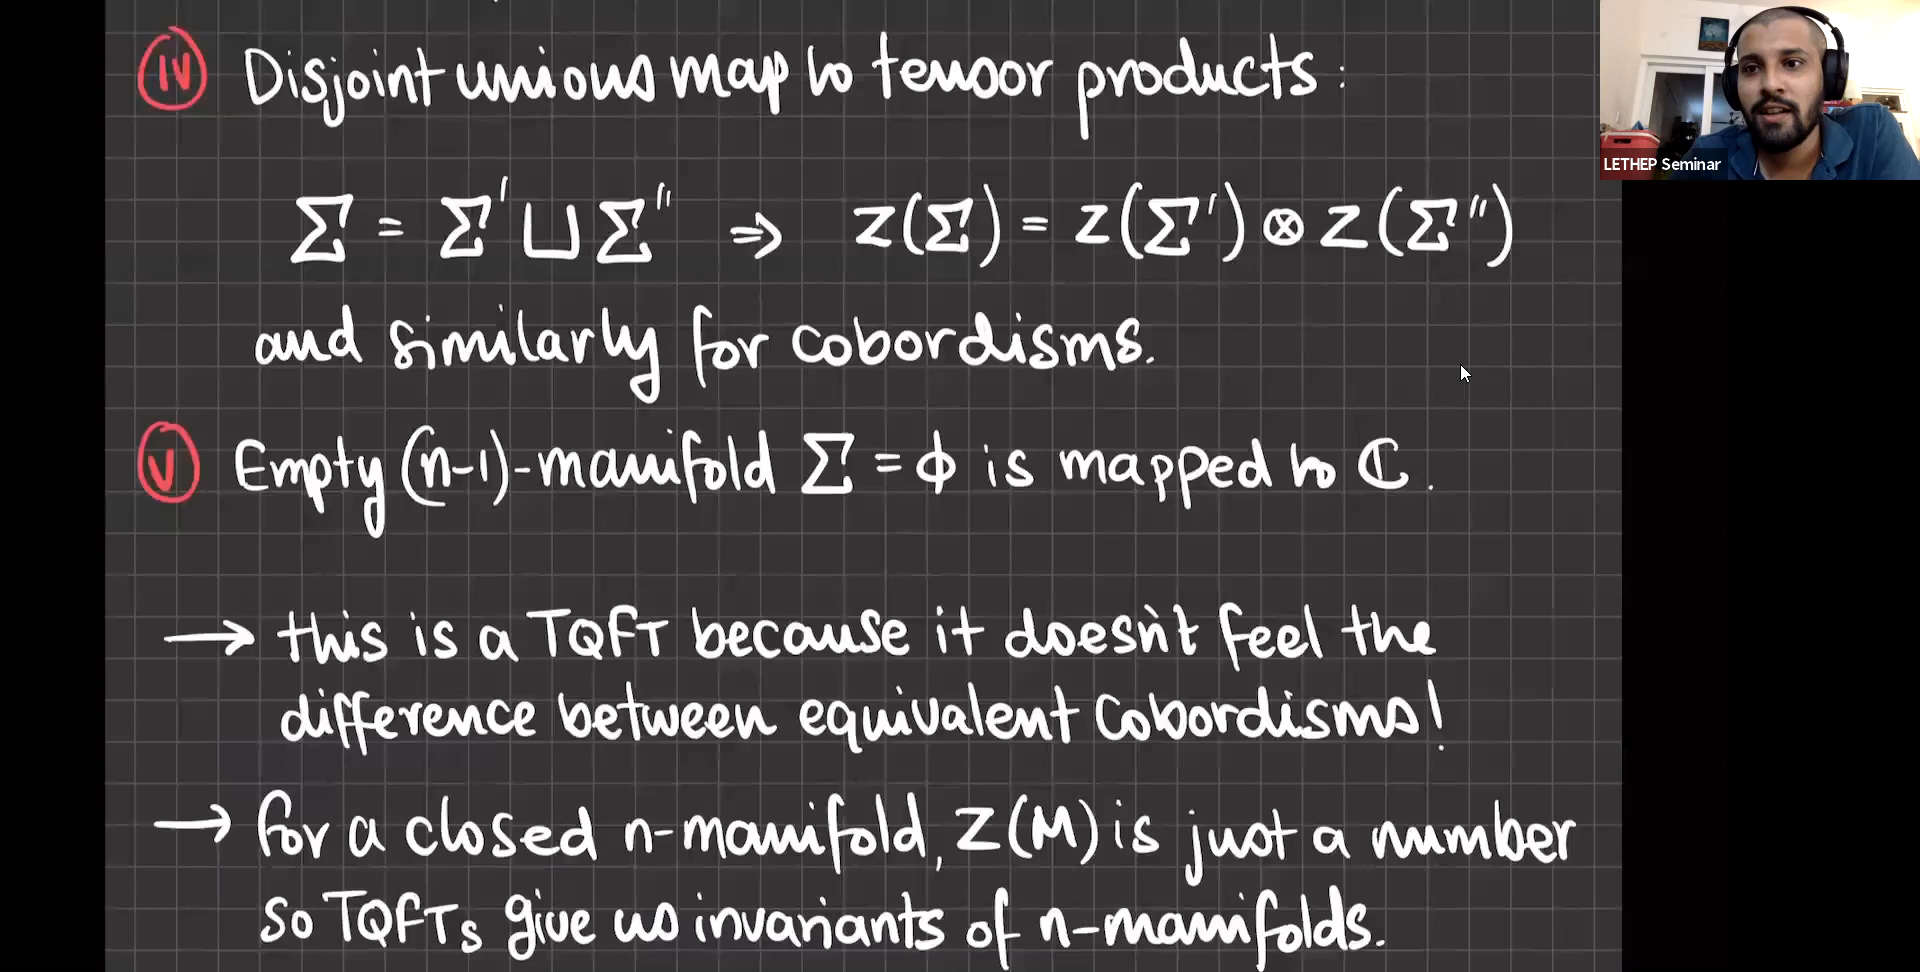 (iv) Disjoint unions map to tensor products:
Σ = Σ' ⊔ Σ'' ⇒ Z(Σ) = Z(Σ') ⊗ Z(Σ'')
and similarly for cobordisms.
(v) Empty (n-1)-manifold Σ = ϕ is mapped to ℂ.
→ this is a TQFT because it doesn't feel the
difference between equivalent cobordisms!
→ for a closed n-manifold, Z(M) is just a number
so TQFTs give us invariants of n-manifolds.
LETHEP Seminar